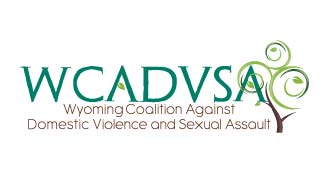 WCADVSA
Wyoming Coalition Against
Domestic Violence and Sexual Assault